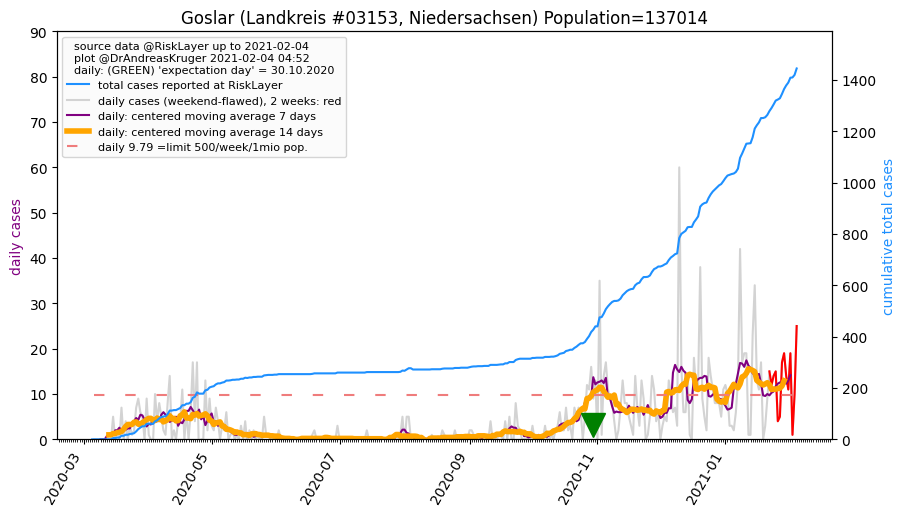 Goslar (Landkreis #03153, Niedersachsen) Population=137014
source data @RiskLayer up to 2021-02-04
plot @DrAndreasKruger 2021-02-04 04:52
daily: (GREEN) 'expectation day' = 30.10.2020
total cases reported at RiskLayer
daily cases (weekend-flawed), 2 weeks: red
daily: centered moving average 7 days
daily: centered moving average 14 days
daily 9.79 =limit 500/week/1mio pop.
daily cases
90
80
70
60
50
40
30
20
10
0
cumulative total cases
1400
1200
1000
800
600
400
200
0
2020-03
2020-05
2020-07
2020-09
2020-11
2021-01